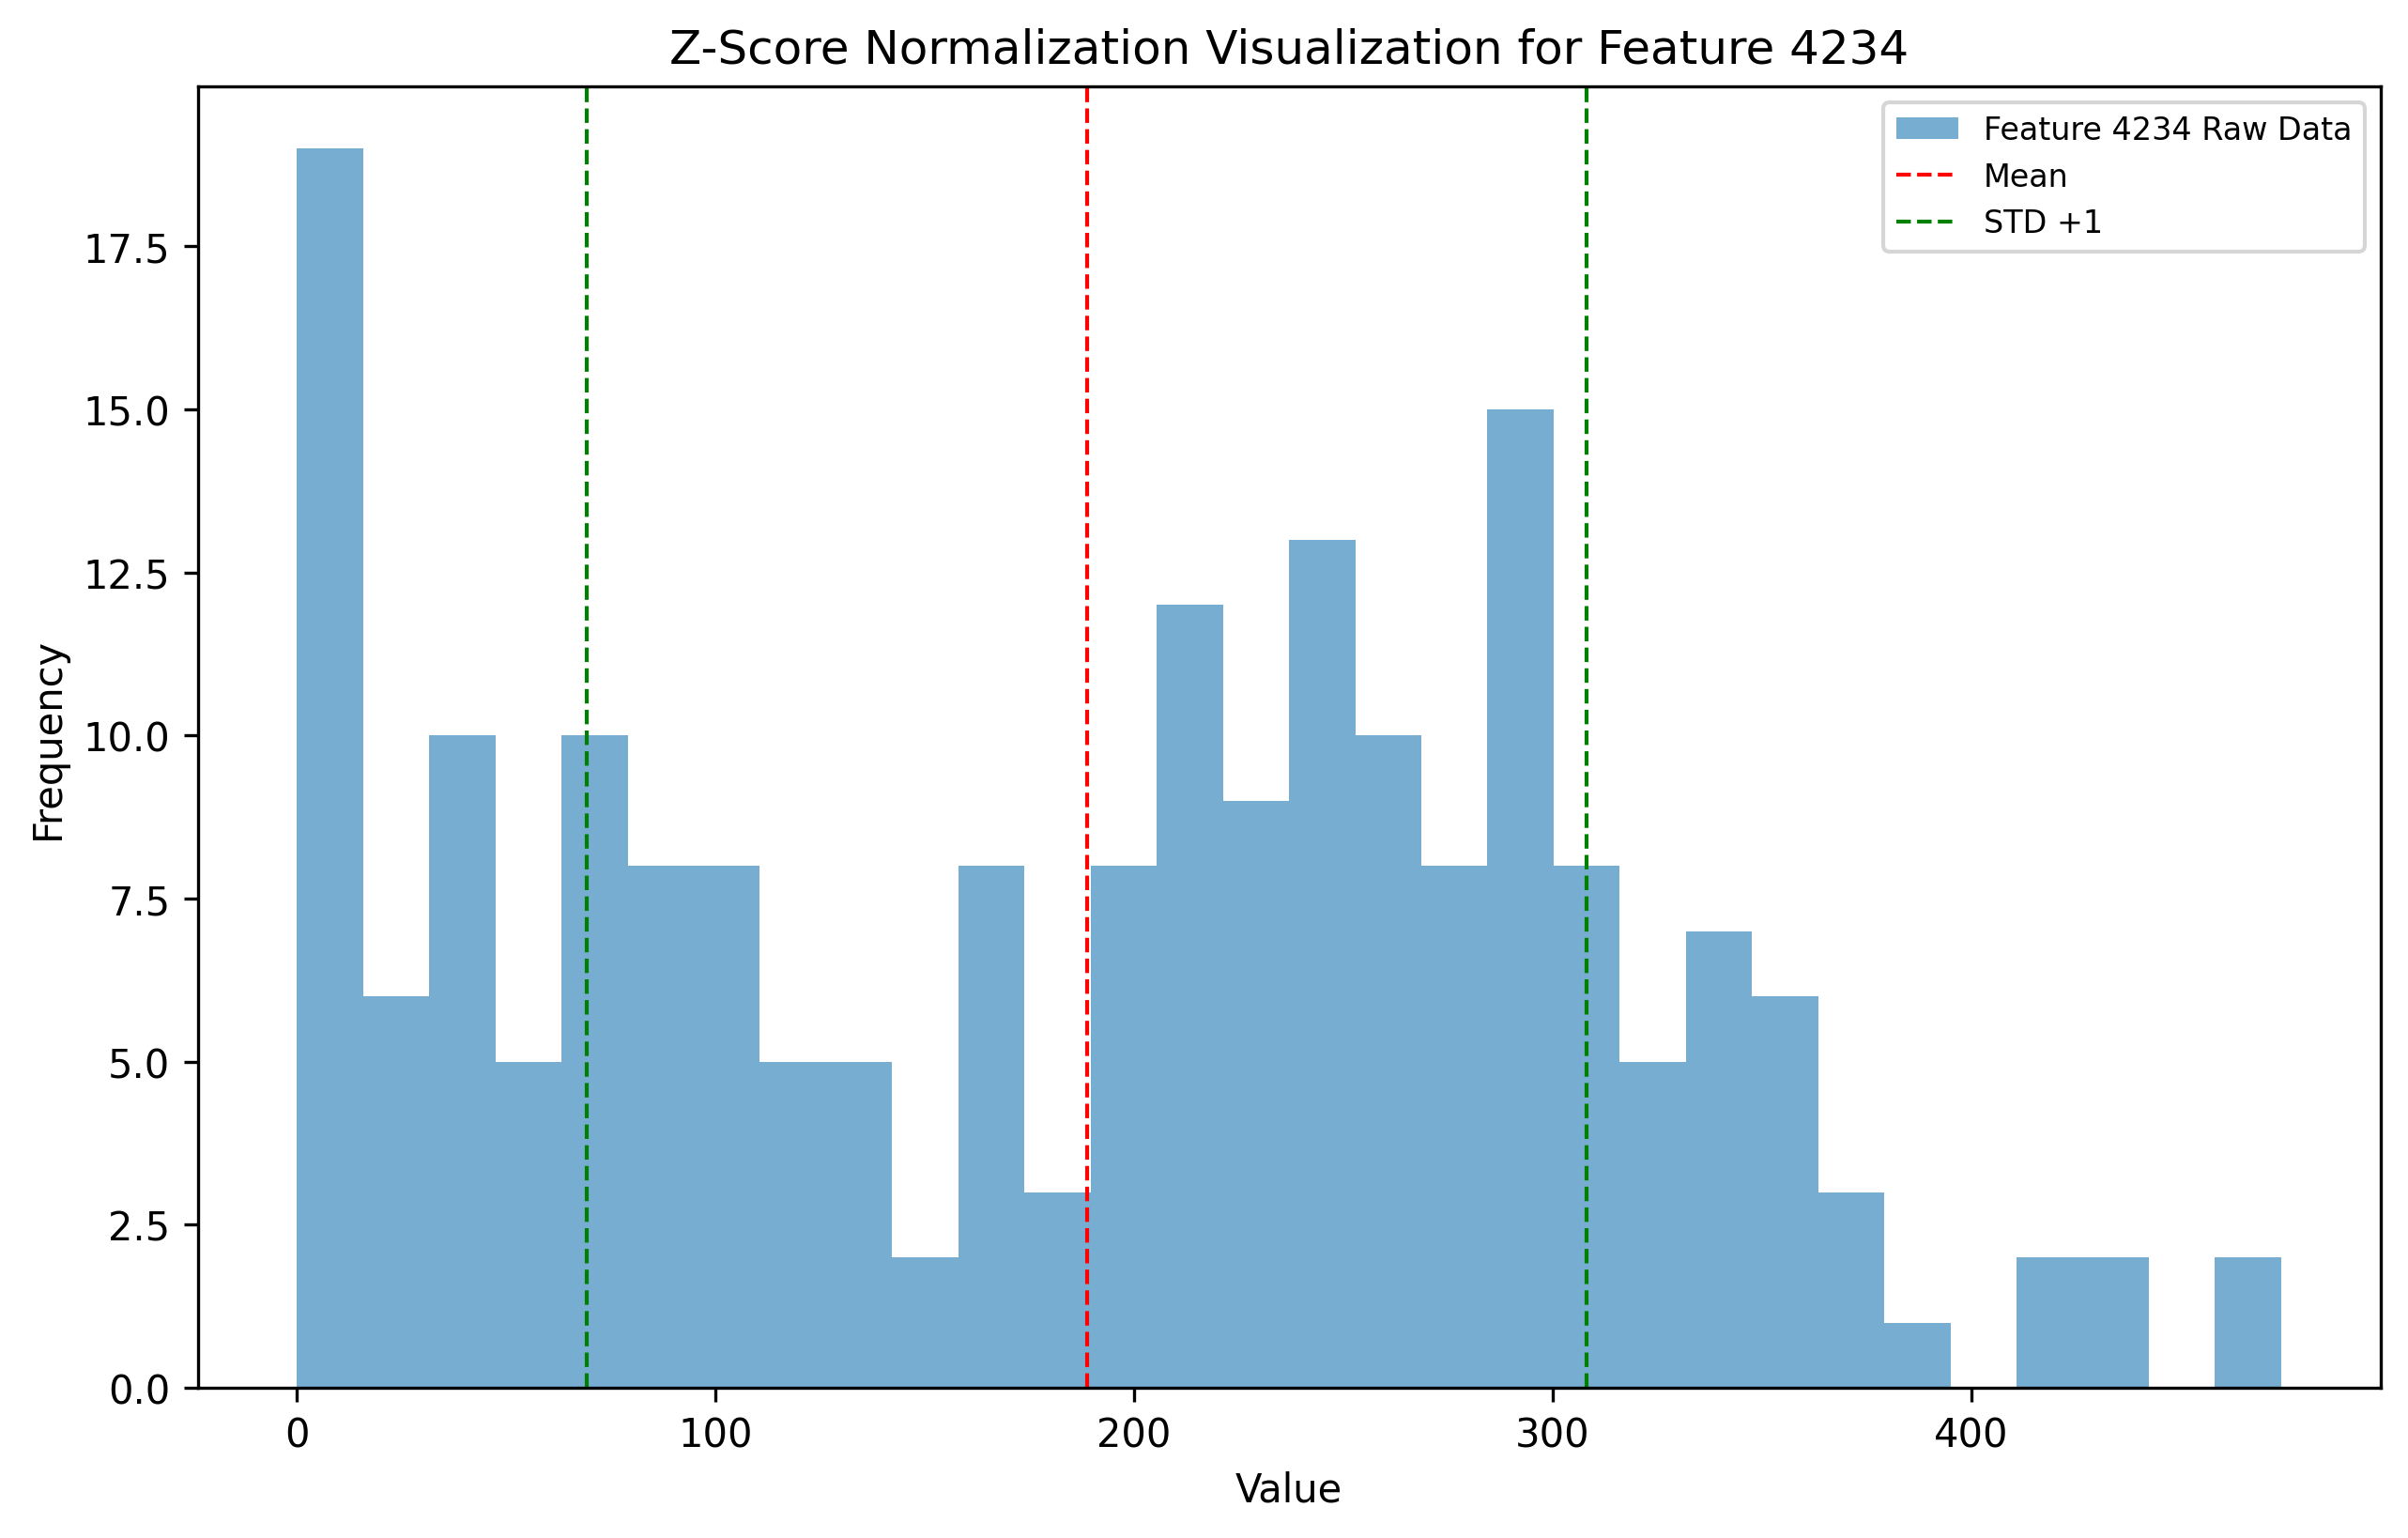 Z-Score Normalization Visualization for Feature 4234
Feature 4234 Raw Data
Mean
STD +1
Frequency
17.5
15.0
12.5
10.0
7.5
5.0
2.5
0.0
0 100 200 300 400
Value